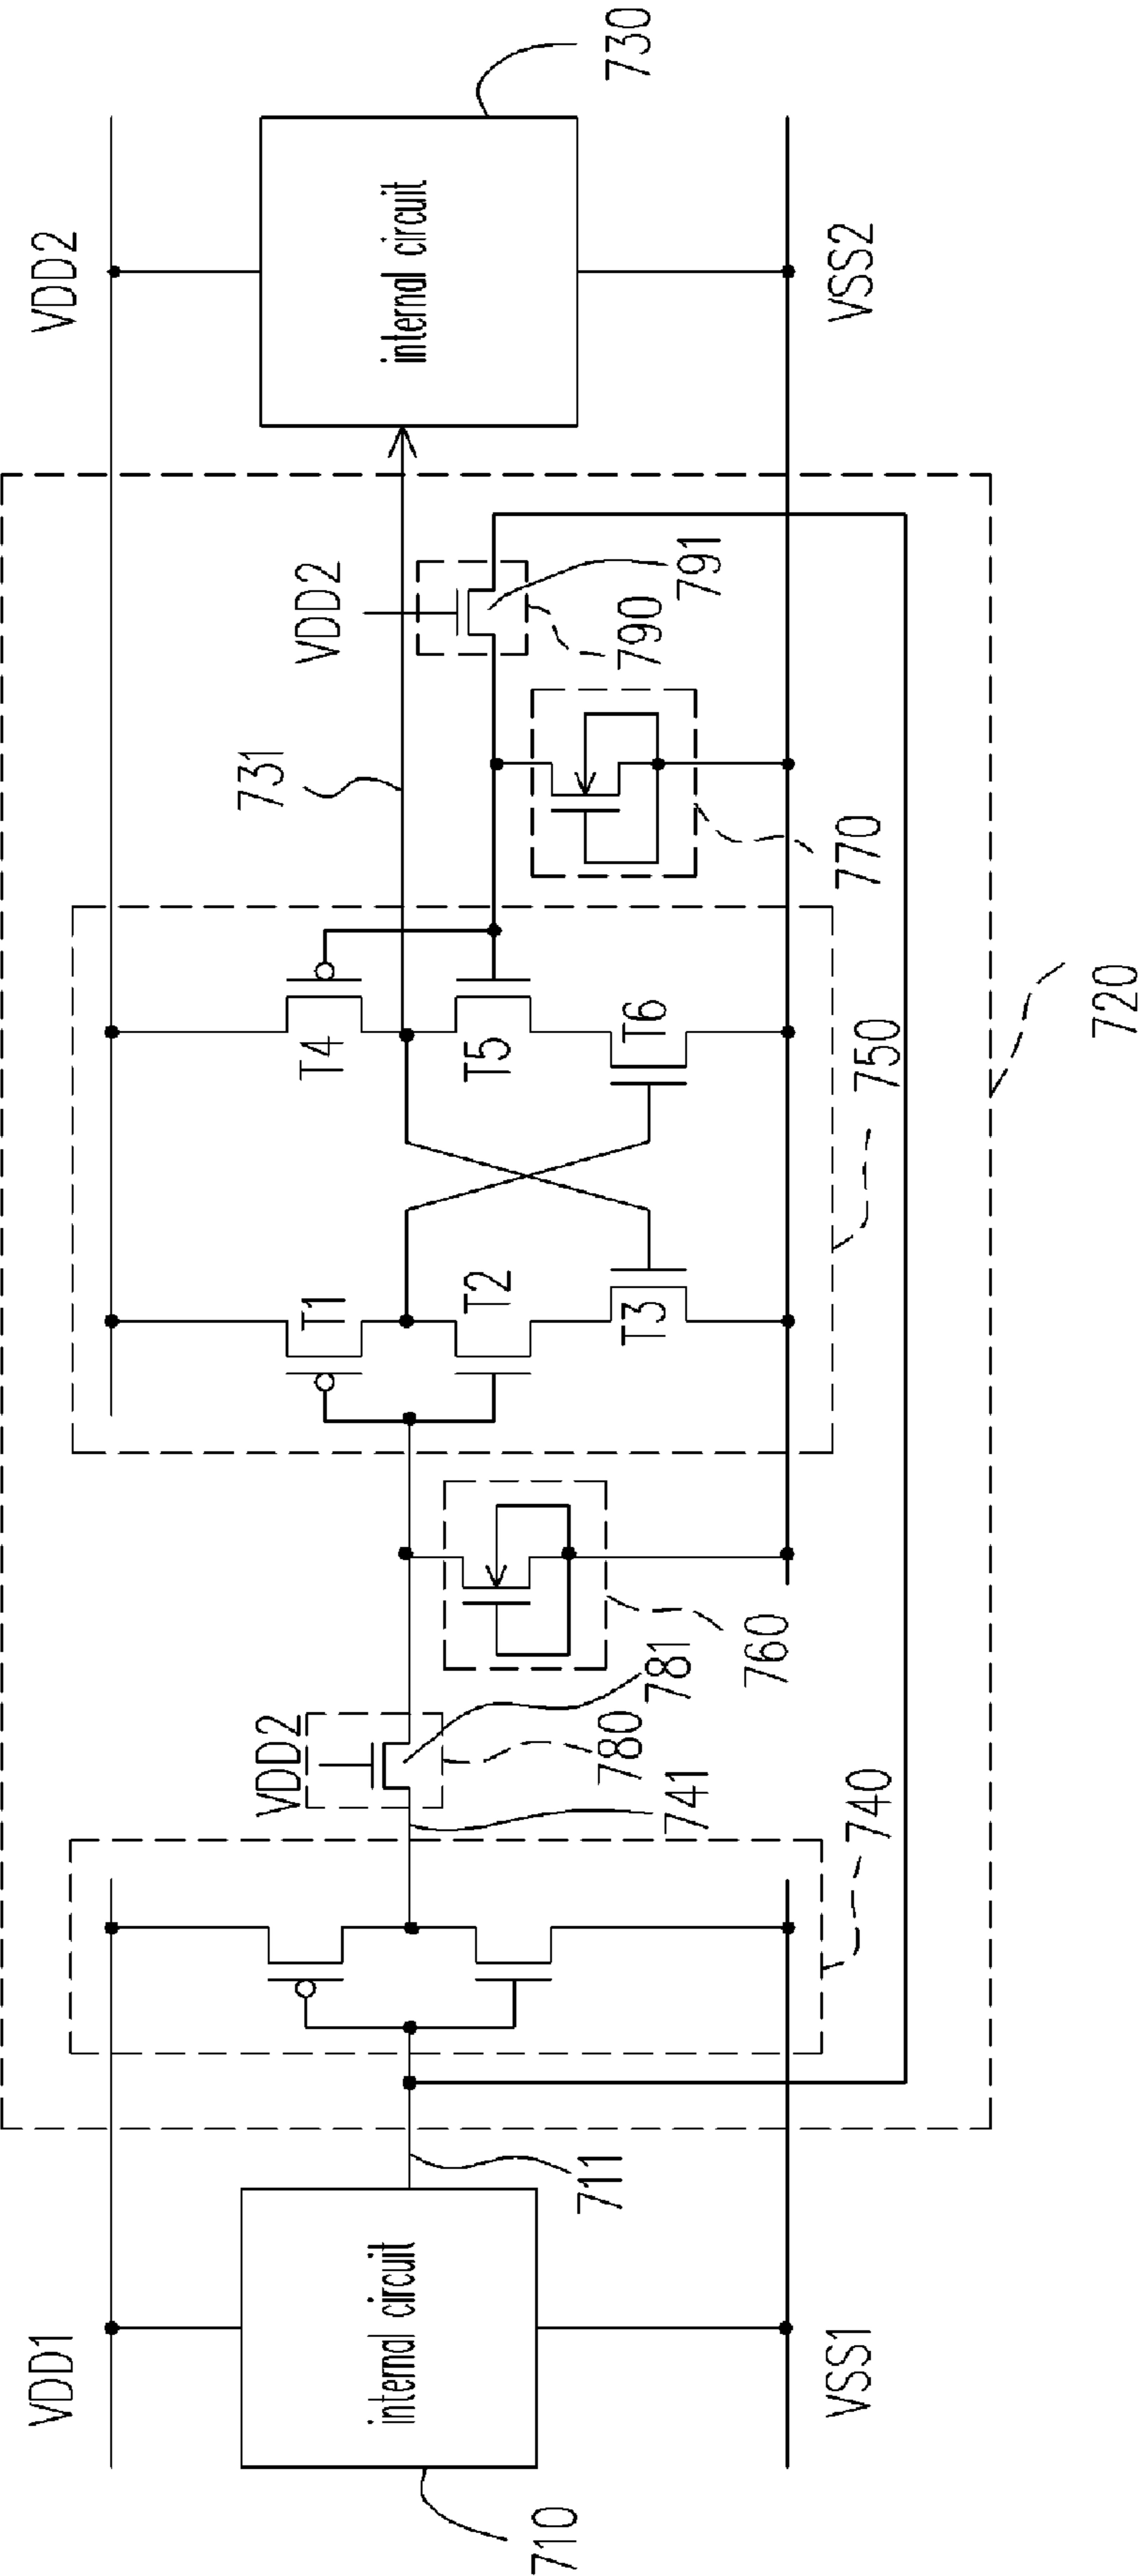 VDD1
VDD2
internal circuit
710
711
VSS1
740
741
VDD2
780
781
760
T1
T2
T3
T4
T5
T6
750
720
731
770
VDD2
790
791
internal circuit
730
VSS2